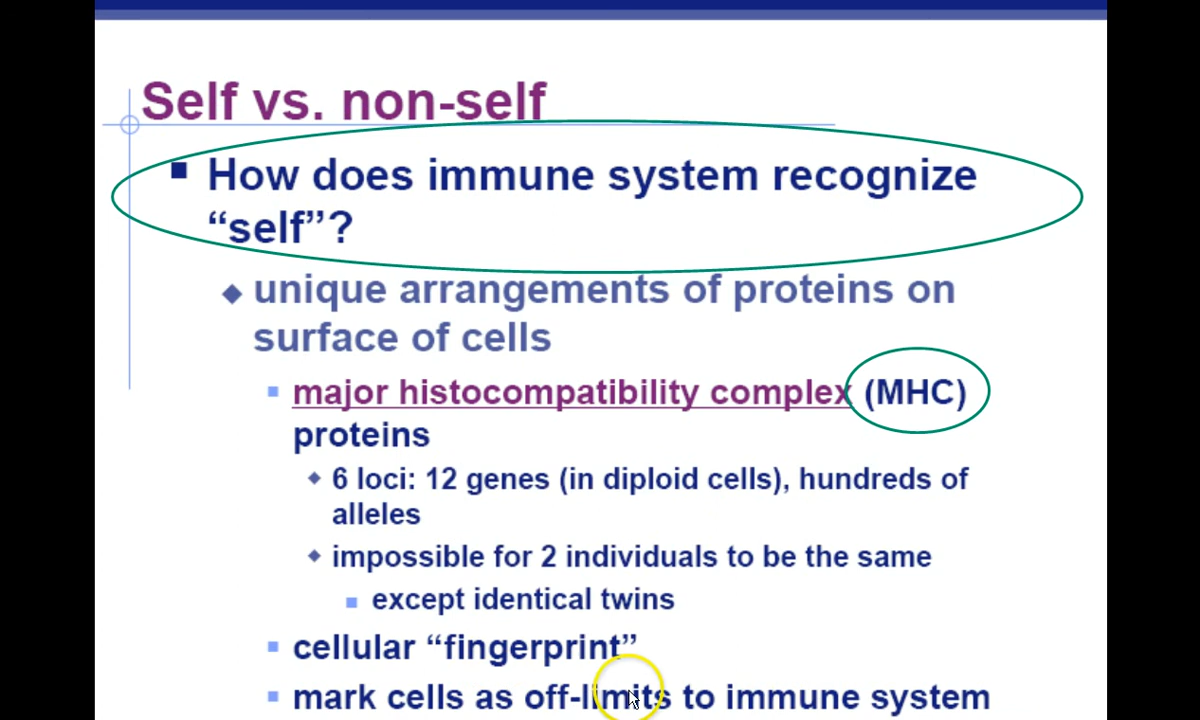 Self vs. non-self
How does immune system recognize
“self”?
unique arrangements of proteins on
surface of cells
major histocompatibility complex (MHC)
proteins
6 loci: 12 genes (in diploid cells), hundreds of
alleles
impossible for 2 individuals to be the same
except identical twins
cellular “fingerprint”
mark cells as off-limits to immune system